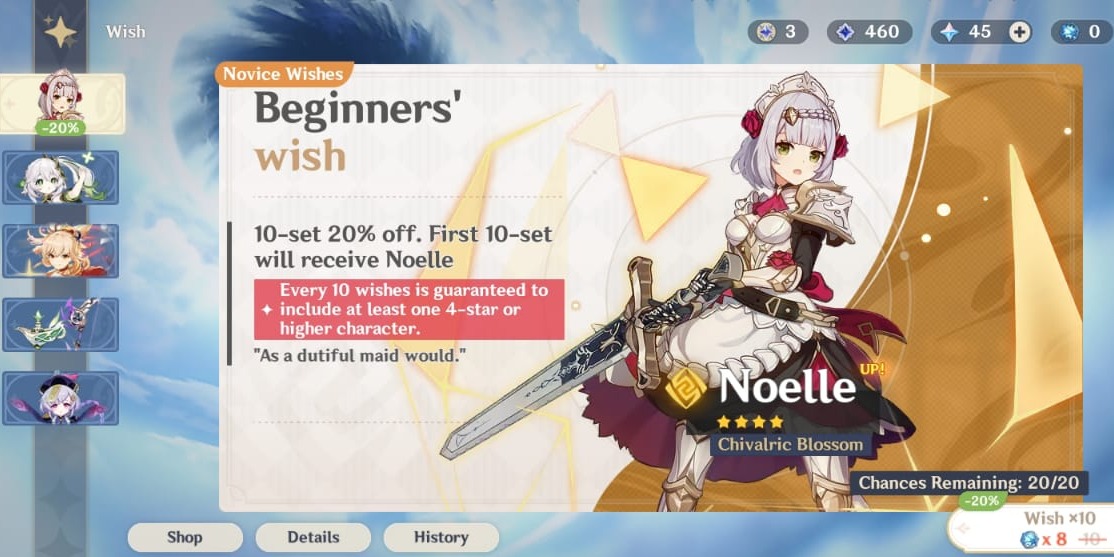 Wish
3
460
45
0
Novice Wishes
-20%
Beginners'
wish
10-set 20% off. First 10-set
will receive Noelle
Every 10 wishes is guaranteed to
include at least one 4-star or
higher character.
"As a dutiful maid would."
Noelle UP!
Chivalric Blossom
Chances Remaining: 20/20
-20%
Wish ×10
x 8 10
Shop
Details
History